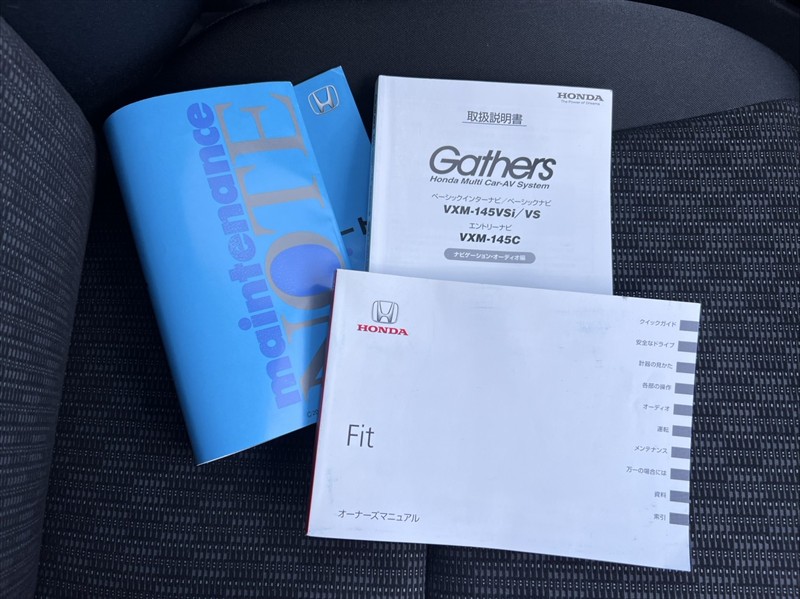 maintenance
NOTE
ート
HONDA
The Power of Dreams
取扱説明書
Gathers
Honda Multi Car-AV System
ベーシックインターナビ／ベーシックナビ
VXM-145VSi/VS
エントリーナビ
VXM-145C
ナビゲーション・オーディオ編
HONDA
Fit
オーナーズマニュアル
クイックガイド
安全なドライブ
計器の見かた
各部の操作
オーディオ
運転
メンテナンス
万一の場合には
資料
索引